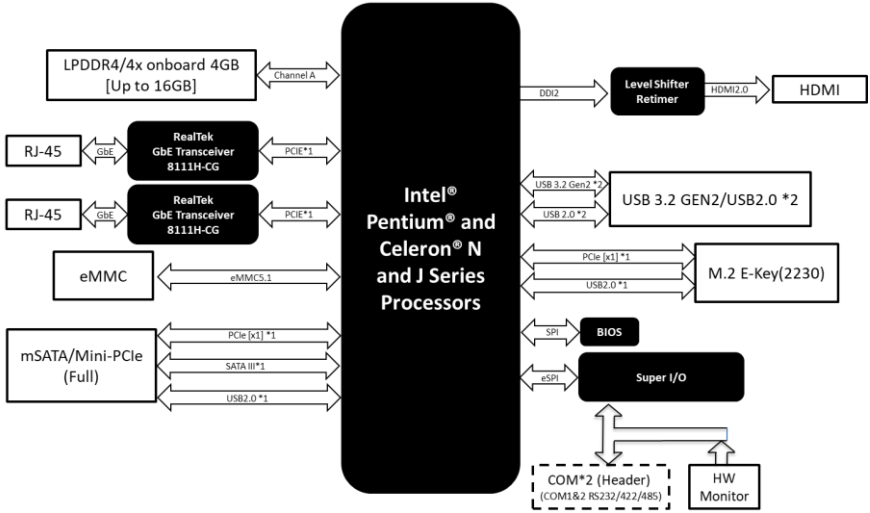 LPDDR4/4x onboard 4GB
[Up to 16GB]
Channel A
RJ-45
GbE
RealTek
GbE Transceiver
8111H-CG
PCIE*1
RJ-45
GbE
RealTek
GbE Transceiver
8111H-CG
PCIE*1
eMMC
eMMC5.1
mSATA/Mini-PCIe
(Full)
PCIe [x1] *1
SATA III*1
USB2.0 *1
Intel®
Pentium® and
Celeron® N
and J Series
Processors
DDI2
Level Shifter
Retimer
HDMI2.0
HDMI
USB 3.2 Gen2 *2
USB 2.0 *2
USB 3.2 GEN2/USB2.0 *2
PCIe [x1] *1
USB2.0 *1
M.2 E-Key(2230)
SPI
BIOS
eSPI
Super I/O
COM*2 (Header)
(COM1&2 RS232/422/485)
HW
Monitor